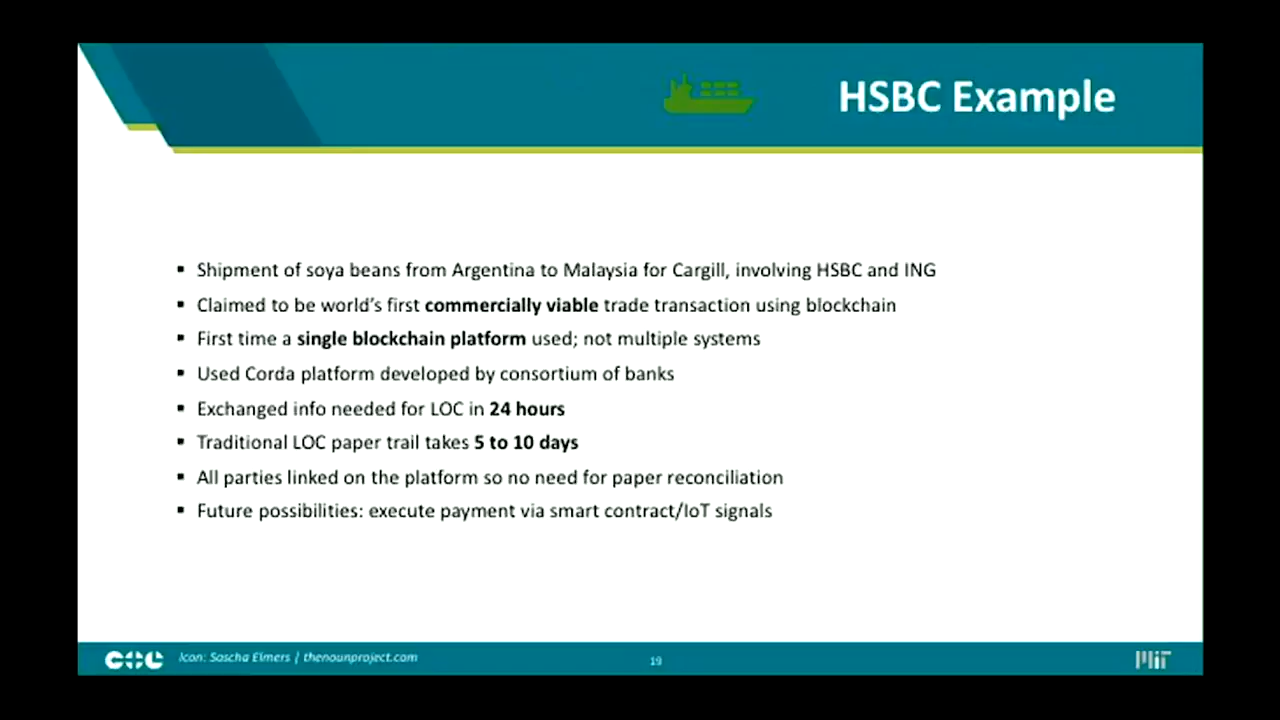 HSBC Example
▪ Shipment of soya beans from Argentina to Malaysia for Cargill, involving HSBC and ING
▪ Claimed to be world's first commercially viable trade transaction using blockchain
▪ First time a single blockchain platform used; not multiple systems
▪ Used Corda platform developed by consortium of banks
▪ Exchanged info needed for LOC in 24 hours
▪ Traditional LOC paper trail takes 5 to 10 days
▪ All parties linked on the platform so no need for paper reconciliation
▪ Future possibilities: execute payment via smart contract/IoT signals
Icon: Sascha Elmers | thenounproject.com
19
MIT